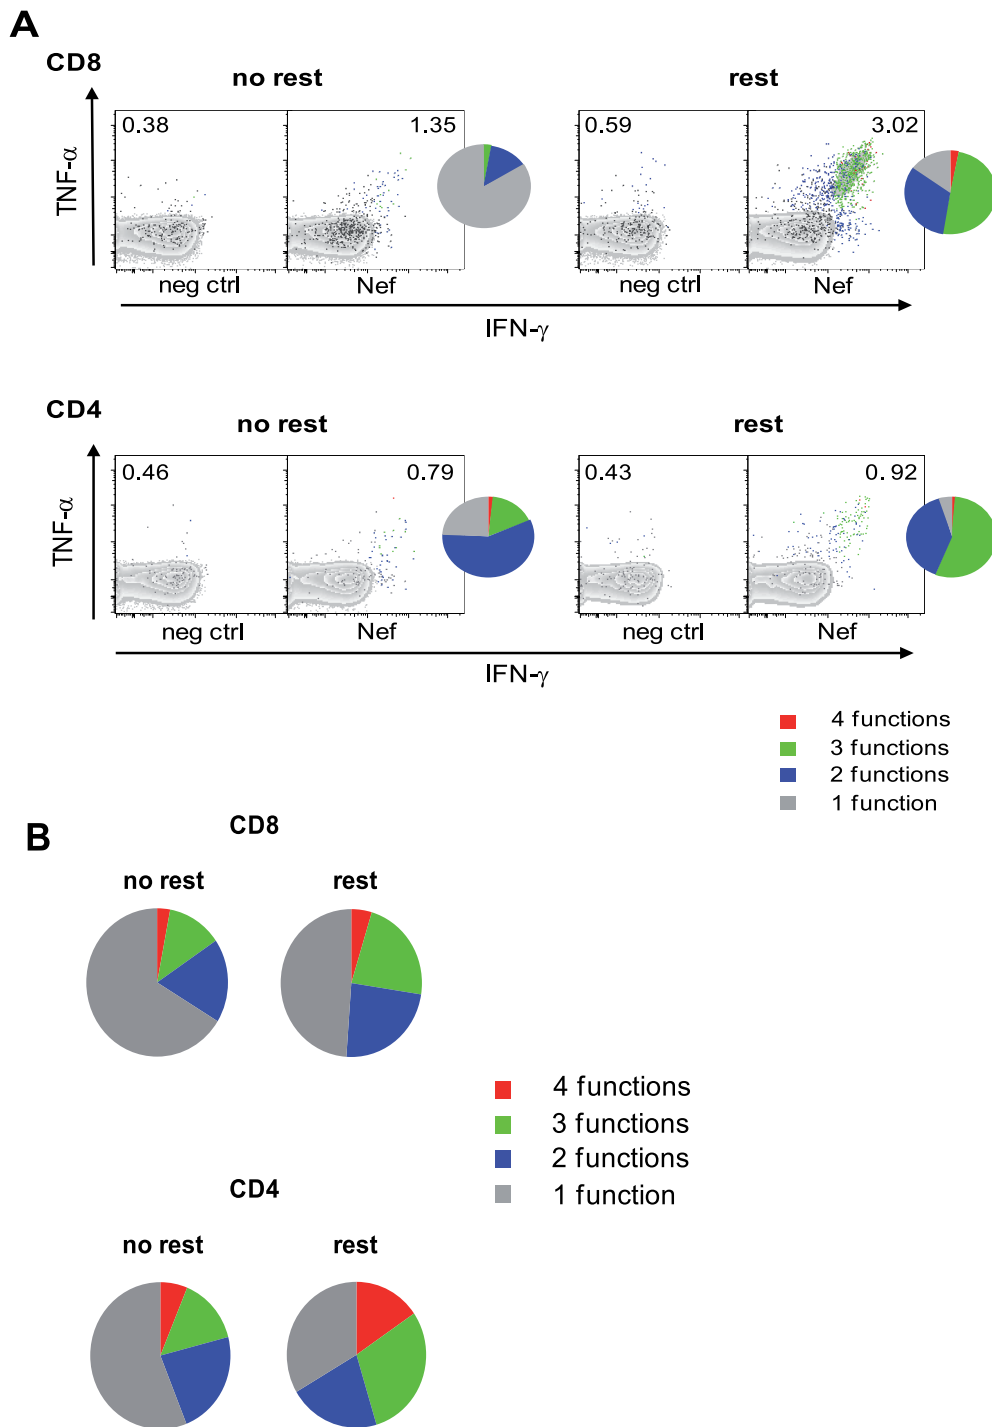 A
CD8
no rest
rest
TNF-α
0.38
1.35
0.59
3.02
neg ctrl
Nef
neg ctrl
Nef
IFN-γ
CD4
no rest
rest
TNF-α
0.46
0.79
0.43
0.92
neg ctrl
Nef
neg ctrl
Nef
IFN-γ
4 functions
3 functions
2 functions
1 function
B
CD8
no rest
rest
4 functions
3 functions
2 functions
1 function
CD4
no rest
rest